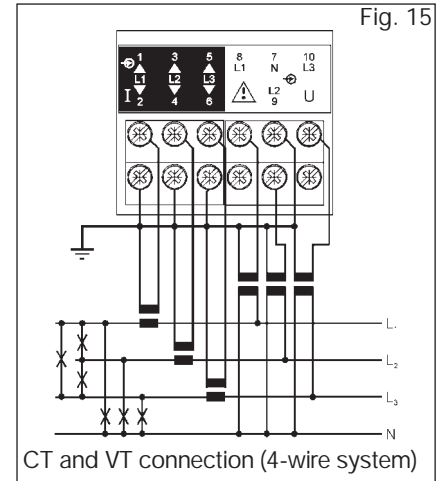 Fig. 15
1 3 5 8 7 10
L1 N L3
L1 L2 L3
I L2 U
2 4 6 9
L.
L₂
L₃
N
CT and VT connection (4-wire system)